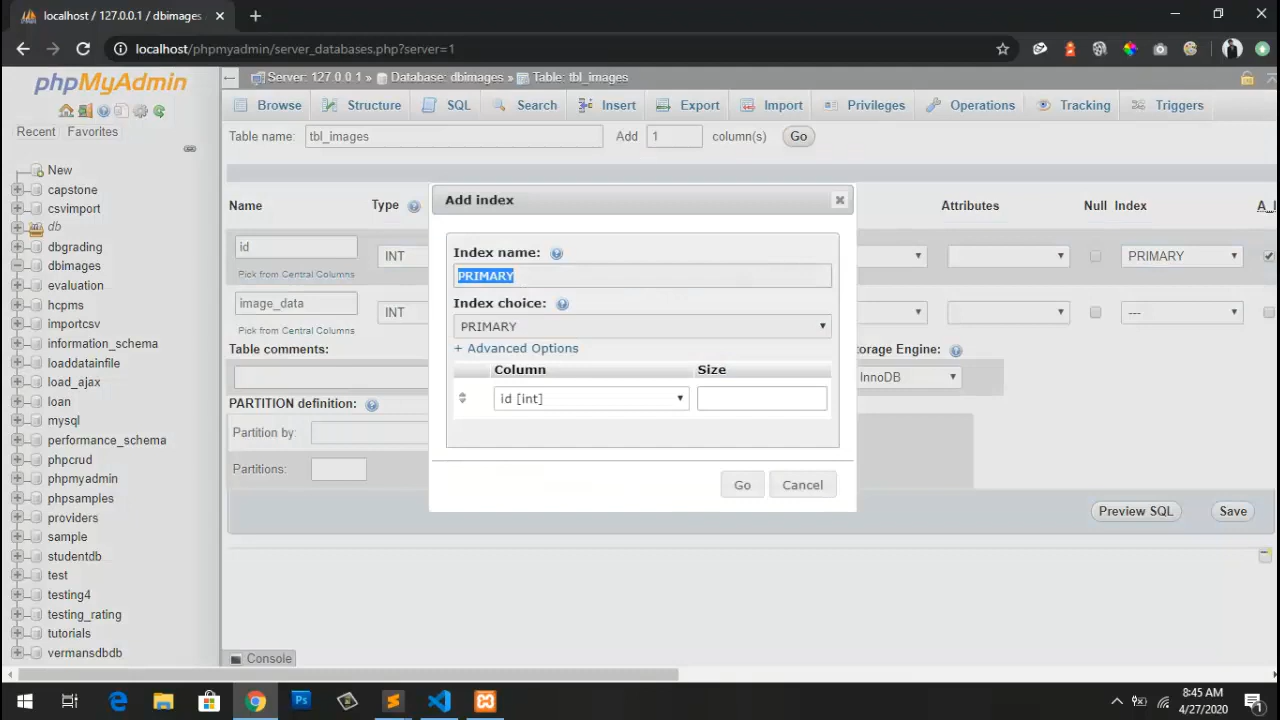 localhost / 127.0.0.1 / dbimages
localhost/phpmyadmin/server_databases.php?server=1
phpMyAdmin
Recent Favorites
New
capstone
csvimport
db
dbgrading
dbimages
evaluation
hcpms
importcsv
information_schema
loaddatainfile
load_ajax
loan
mysql
performance_schema
phpcrud
phpmyadmin
phpsamples
providers
sample
studentdb
test
testing4
testing_rating
tutorials
vermansdbdb
Server: 127.0.0.1 » Database: dbimages » Table: tbl_images
Browse Structure SQL Search Insert Export Import Privileges Operations Tracking Triggers
Table name: tbl_images Add 1 column(s) Go
Name Type Attributes Null Index
id INT PRIMARY
Pick from Central Columns
image_data INT ---
Pick from Central Columns
Table comments: torage Engine:
InnoDB
PARTITION definition:
Partition by:
Partitions:
Preview SQL Save
Console
Add index
Index name:
PRIMARY
Index choice:
PRIMARY
+ Advanced Options
Column Size
id [int]
Go Cancel
Ps
8:45 AM
4/27/2020
1